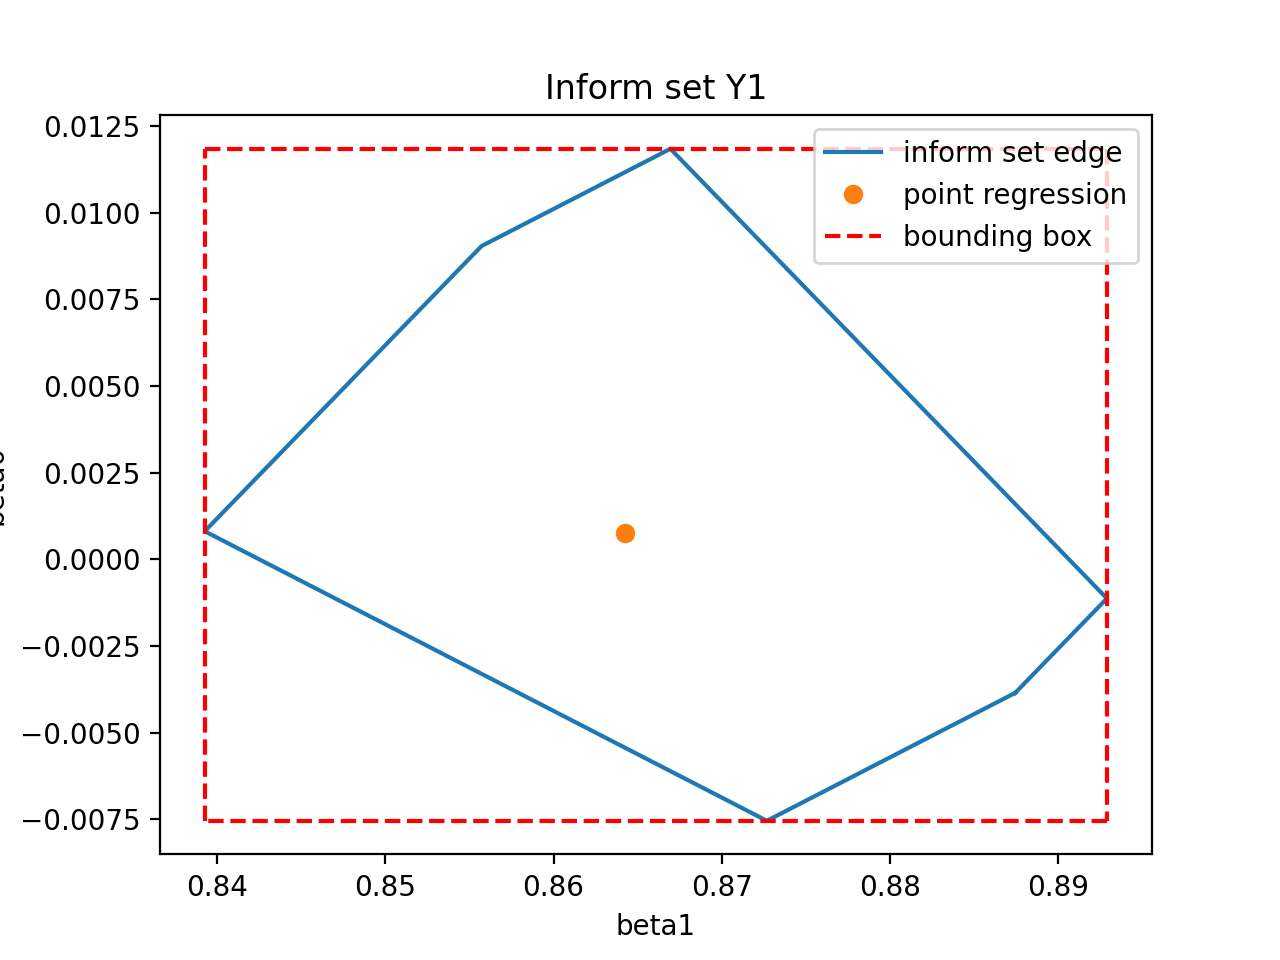 Inform set Y1
inform set edge
point regression
bounding box
0.0125
0.0100
0.0075
0.0050
0.0025
0.0000
−0.0025
−0.0050
−0.0075
0.84 0.85 0.86 0.87 0.88 0.89
beta1